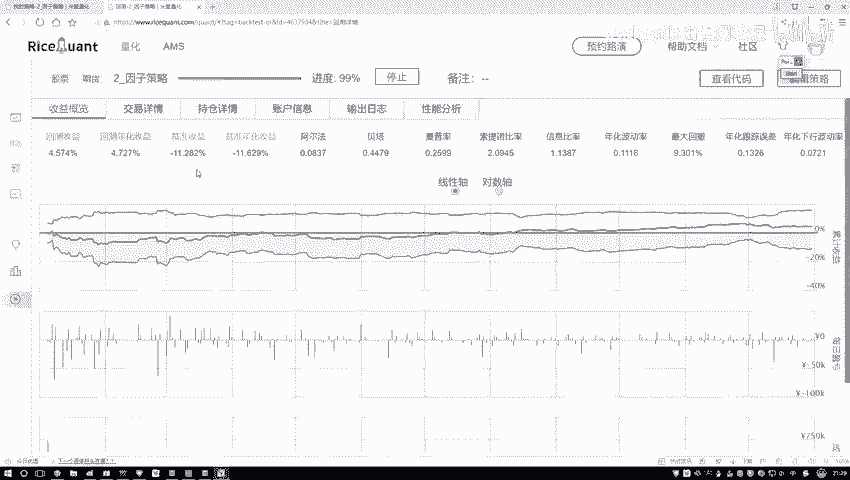 https://www.ricequant.com/quant/
RiceQuant 量化 AMS 预约路演 帮助文档 社区
股票 期货 2_因子策略 进度: 99% 停止 备注: -- 查看代码 编辑策略
收益概览 交易详情 持仓详情 账户信息 输出日志 性能分析
回测收益 回测年化收益 基准收益 基准年化收益 阿尔法 贝塔 夏普率 索提诺比率 信息比率 年化波动率 最大回撤 年化跟踪误差 年化下行波动率
4.574% 4.727% -11.282% -11.629% 0.0837 0.4479 0.2599 2.0945 1.1387 0.1116 9.301% 0.1326 0.0721
线性轴 对数轴
0%
-20%
-40%
¥0
¥-50k
¥-100k
¥750k
21:29